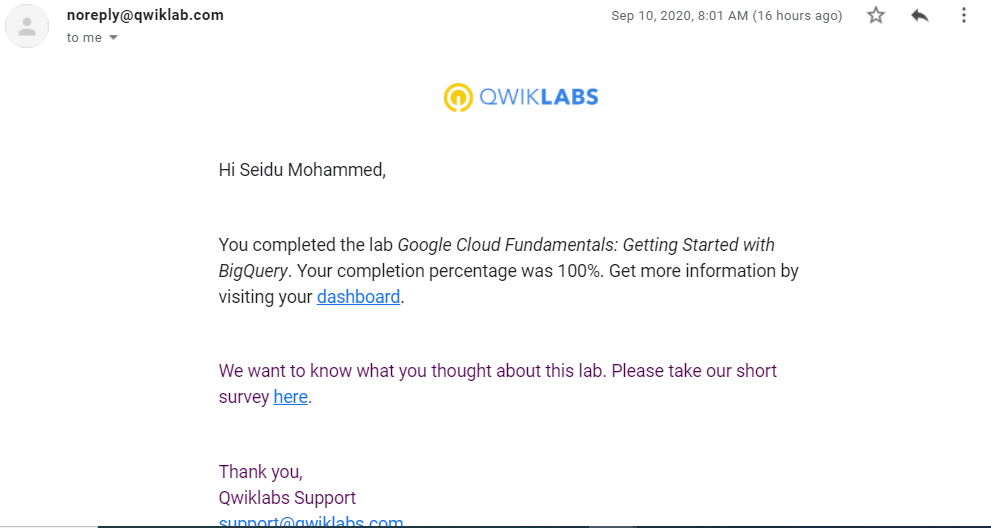 noreply@qwiklab.com
Sep 10, 2020, 8:01 AM (16 hours ago)
to me
QWIKLABS
Hi Seidu Mohammed,
You completed the lab Google Cloud Fundamentals: Getting Started with
BigQuery. Your completion percentage was 100%. Get more information by
visiting your dashboard.
We want to know what you thought about this lab. Please take our short
survey here.
Thank you,
Qwiklabs Support
support@qwiklabs.com